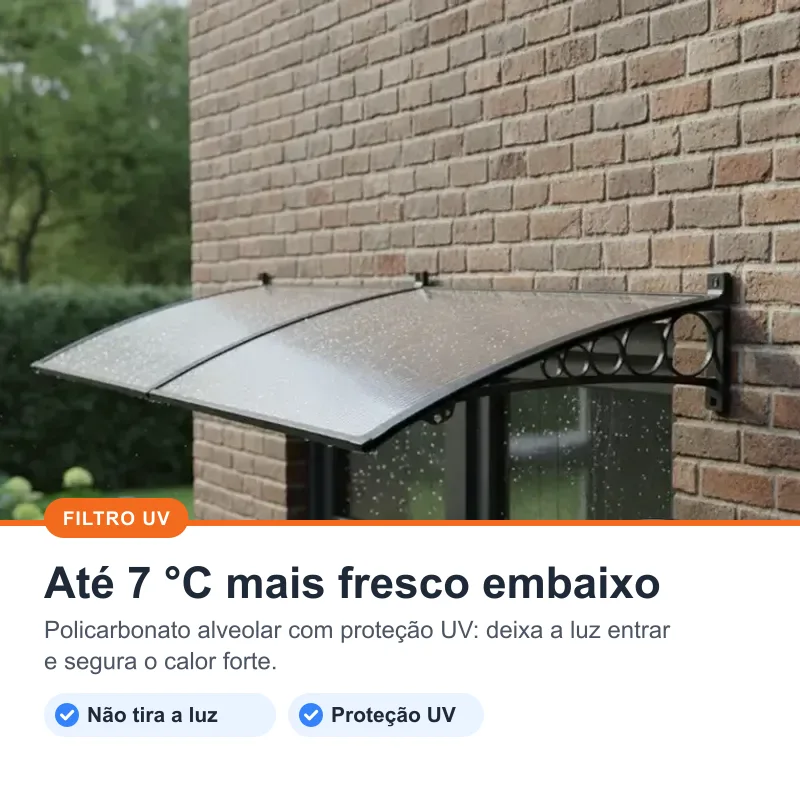 FILTRO UV
Até 7 °C mais fresco embaixo
Policarbonato alveolar com proteção UV: deixa a luz entrar
e segura o calor forte.
Não tira a luz
Proteção UV